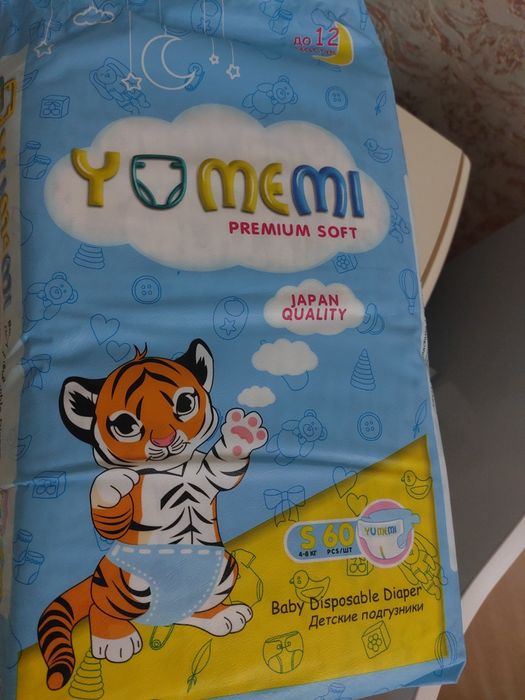 до 12
YUMEMI
PREMIUM SOFT
JAPAN
QUALITY
S 60
4-8 КГ PCS/ШТ
YUMEMI
Baby Disposable Diaper
Детские подгузники